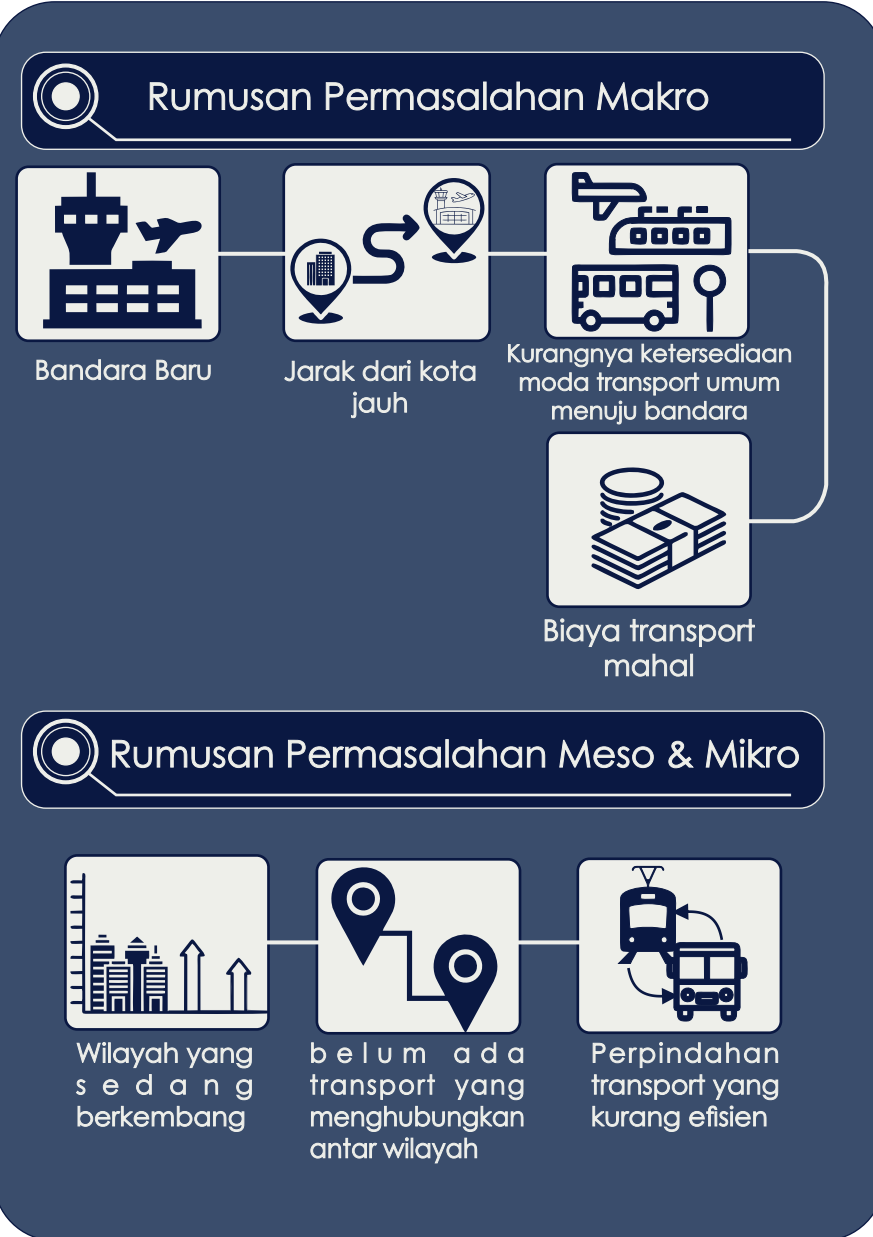 Rumusan Permasalahan Makro
Bandara Baru
Jarak dari kota
jauh
Kurangnya ketersediaan
moda transport umum
menuju bandara
Biaya transport
mahal
Rumusan Permasalahan Meso & Mikro
Wilayah yang
sedang
berkembang
belum ada
transport yang
menghubungkan
antar wilayah
Perpindahan
transport yang
kurang efisien